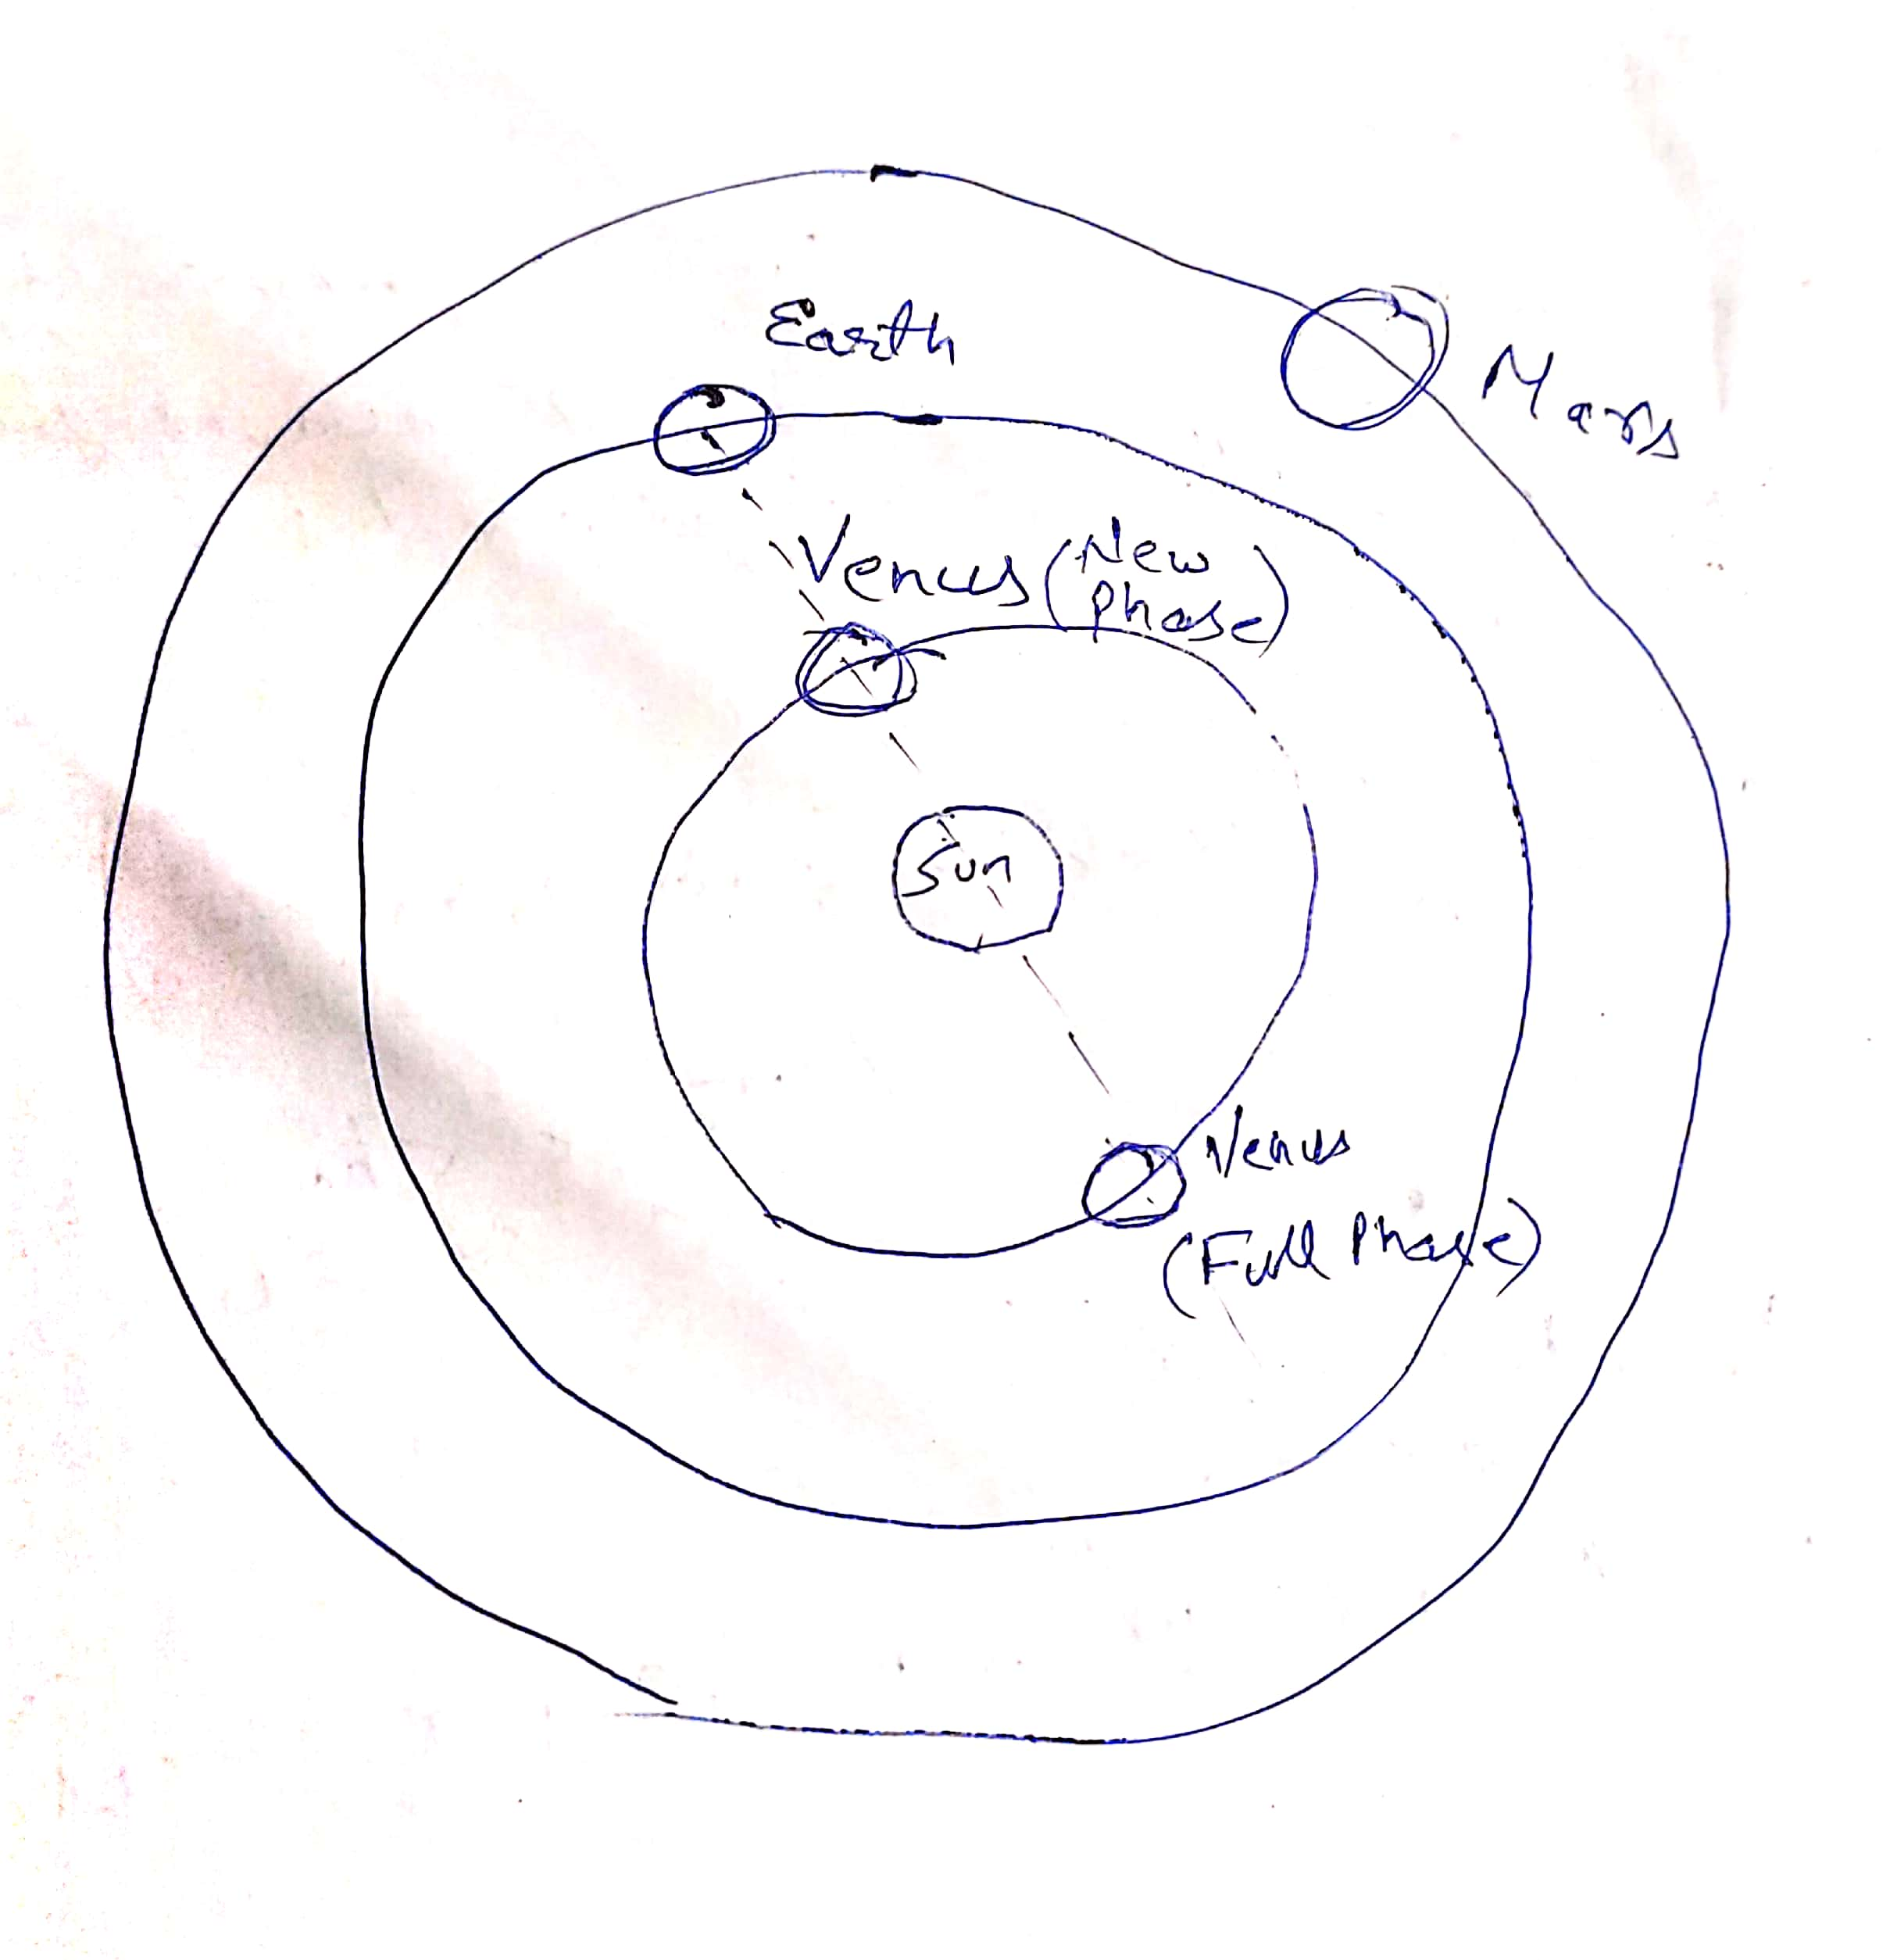 Earth
Mars
Venus (New
Phase)
Sun
Venus
(Full Phase)